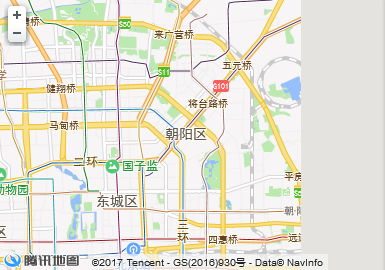 +
−
桥
S50
来广营桥
五元桥
S11
S101
学
健翔桥
将台路桥
马甸桥
朝阳区
二环
国子监
动物园
平房
东城区
朝·阳
三环
四惠桥
远通
腾讯地图
©2017 Tencent - GS(2016)930号 - Data© NavInfo